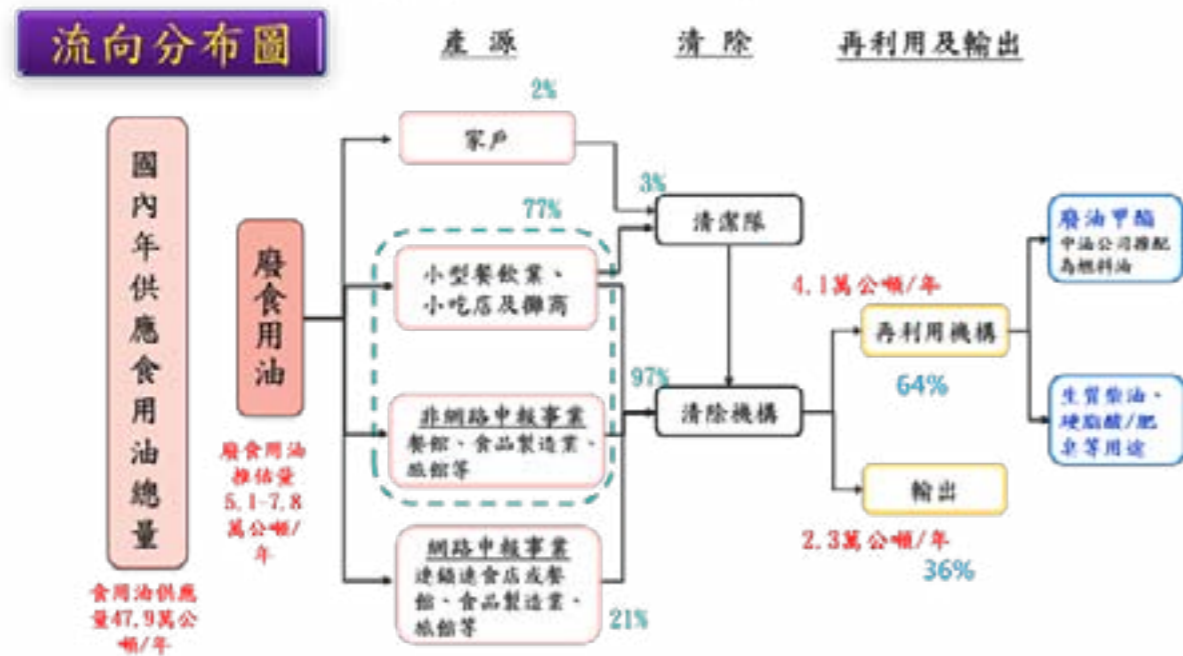 流向分布圖
產 源
清 除
再利用及輸出
國內年供應食用油總量
食用油供應
量47.9萬公
噸/年
廢食用油
廢食用油
推估量
5.1-7.8
萬公噸/
年
2%
家戶
77%
小型餐飲業、
小吃店及攤商
非網路申報事業
餐館、食品製造業、
旅館等
網路申報事業
連鎖速食店或餐
館、食品製造業、
旅館等
21%
3%
清潔隊
97%
清除機構
4.1萬公噸/年
再利用機構
64%
輸出
2.3萬公噸/年
36%
廢油甲酯
中油公司摻配
為燃料油
生質柴油、
硬脂酸/肥
皂等用途